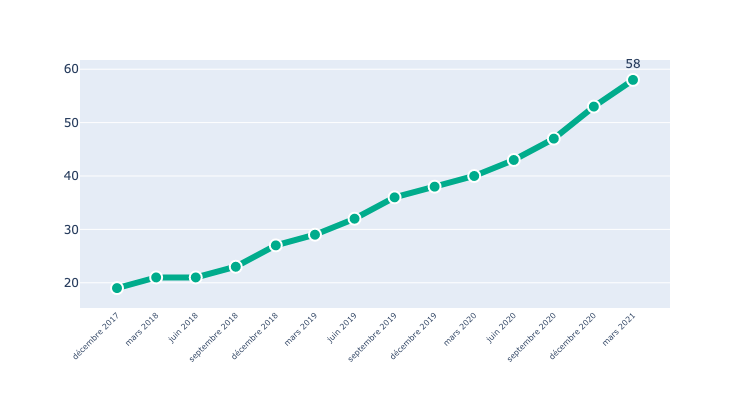 58
60
50
40
30
20
décembre 2017
mars 2018
juin 2018
septembre 2018
décembre 2018
mars 2019
juin 2019
septembre 2019
décembre 2019
mars 2020
juin 2020
septembre 2020
décembre 2020
mars 2021